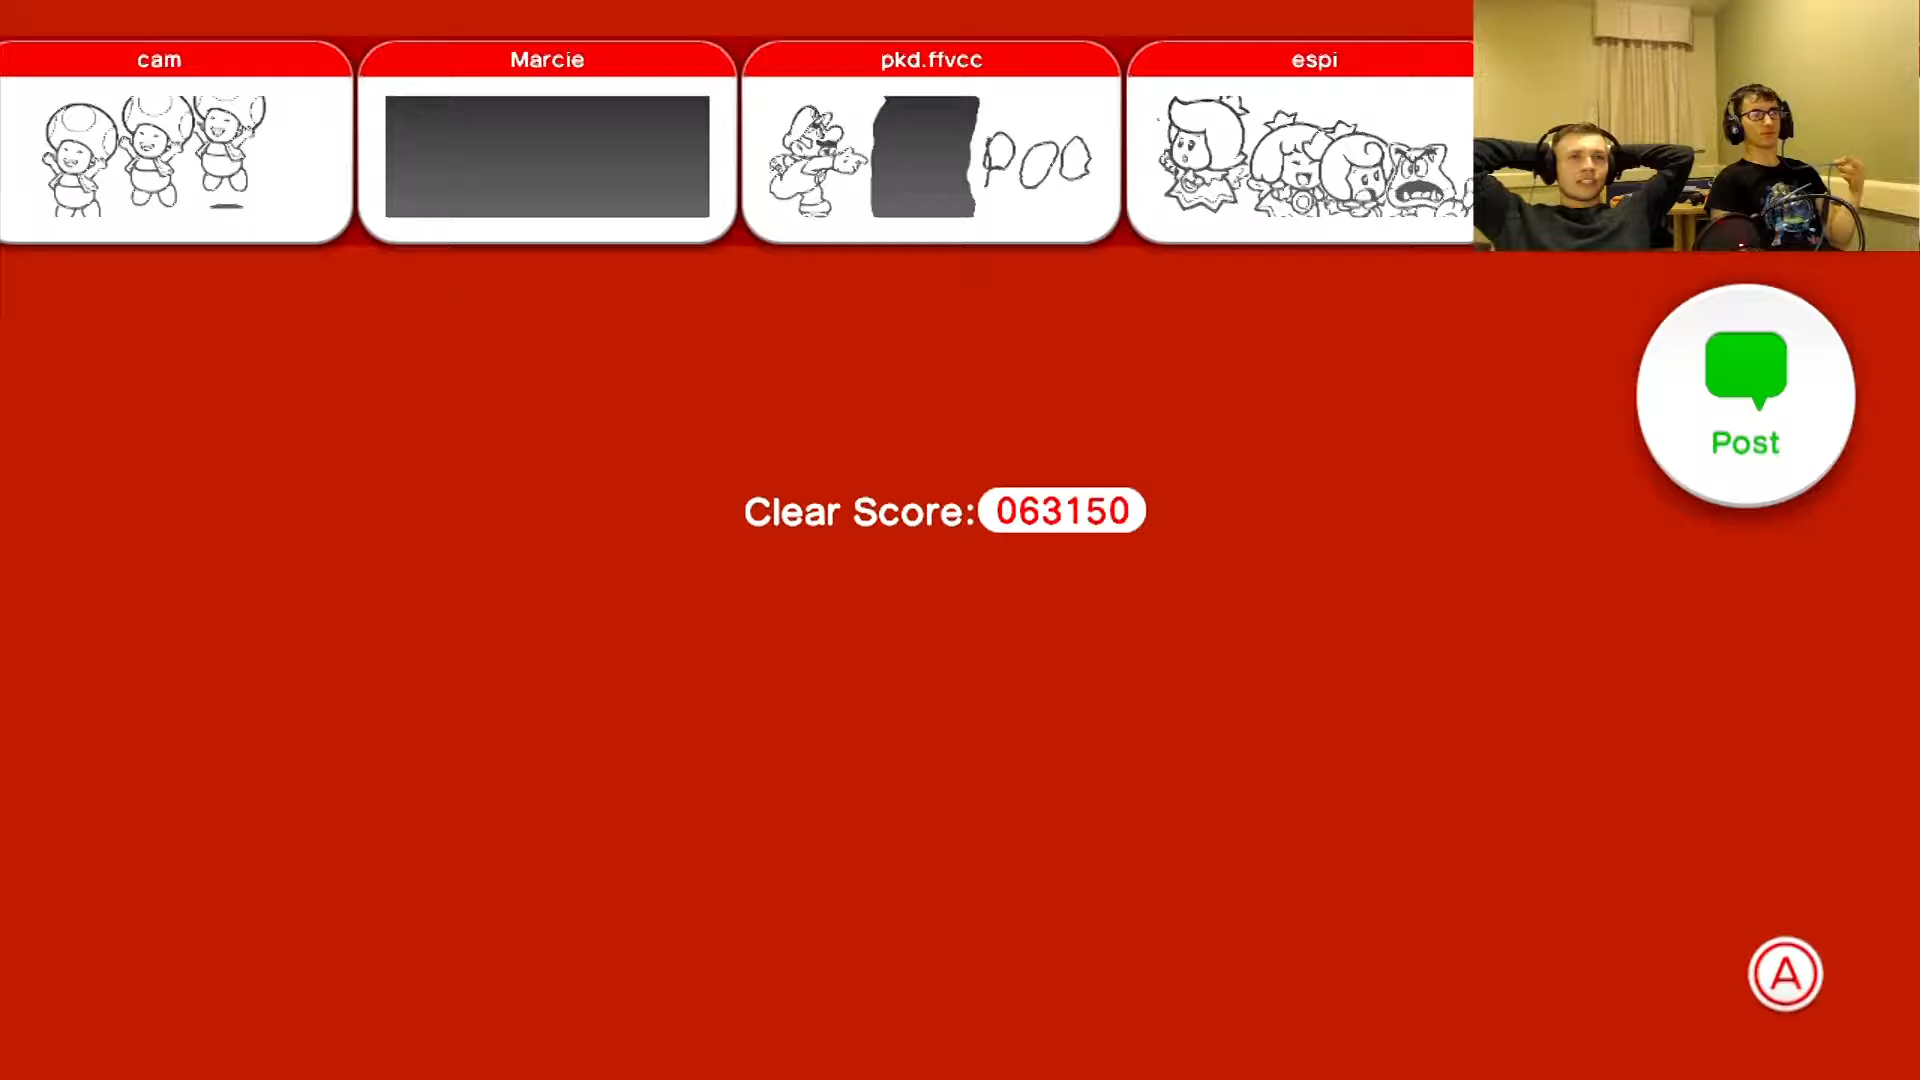 cam
Marcie
pkd.ffvcc
espi
POO
Post
Clear Score: 063150
A